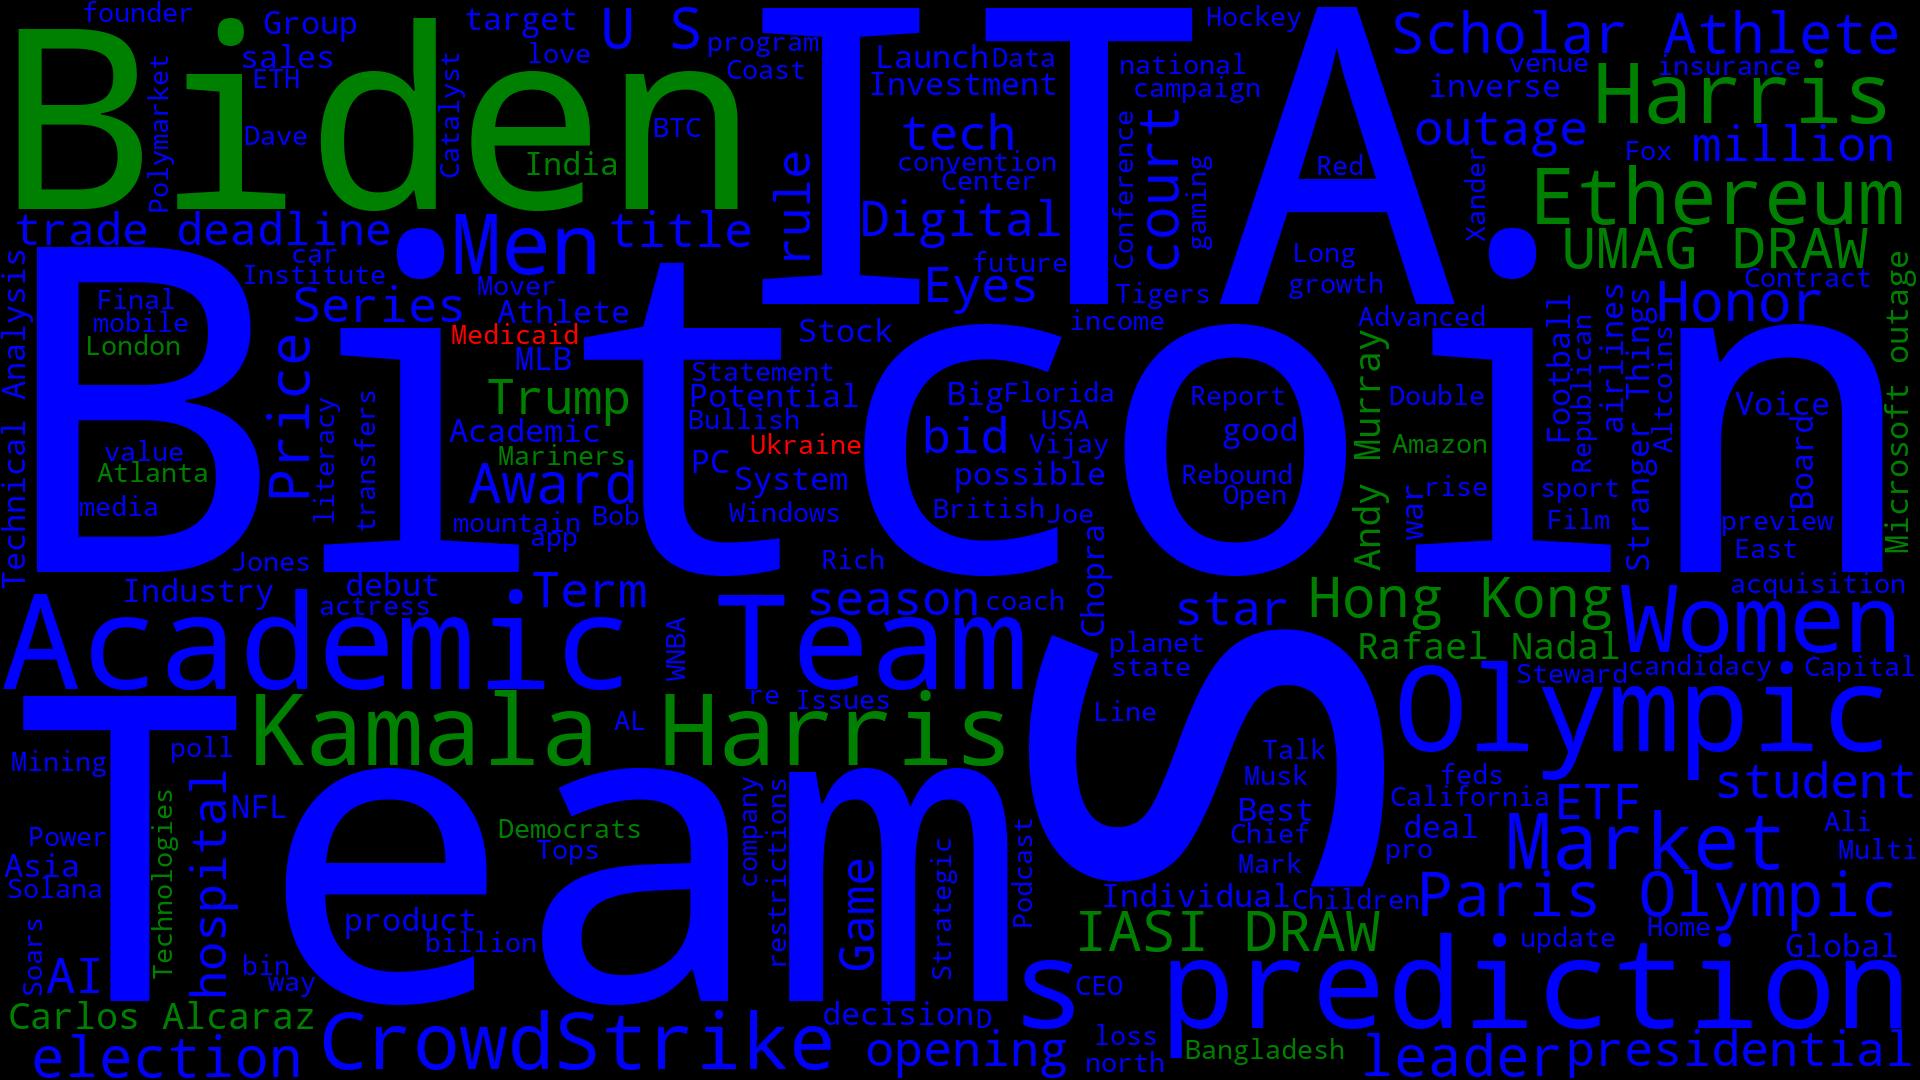 founder
Group
target
U S
program
Hockey
Scholar Athlete
Biden
ITA
sales
love
Coast
Launch
Data
national
venue
insurance
Harris
Polymarket
ETH
Catalyst
Investment
campaign
inverse
Dave
BTC
tech
outage
million
India
rule
convention
Center
Conference
court
gaming
Red
Fox
Xander
Ethereum
trade deadline
Men
title
Digital
UMAG DRAW
car
Institute
Mover
Eyes
future
Long
growth
Contract
Technical Analysis
Final
mobile
London
Series
Athlete
Tigers
Honor
Microsoft outage
Bitcoin
Medicaid
MLB
Stock
income
Advanced
Football
Republican
airlines
Stranger Things
Altcoins
Price
Trump
Statement
Potential
Bullish
Big
Florida
USA
Vijay
Report
good
Andy Murray
Double
Voice
literacy
transfers
Academic
Mariners
Ukraine
bid
Amazon
value
Atlanta
media
Award
PC
System
possible
Rebound
Open
war
rise
sport
Film
Board
mountain
app
Bob
Windows
British
Joe
preview
East
Jones
Rich
Chopra
Industry
debut
actress
Term
season
coach
star
Hong Kong
acquisition
Women
Academic Team
WNBA
planet
state
Rafael Nadal
Steward
candidacy
Capital
re
Issues
Kamala Harris
AL
Line
S
Olympic
Mining
poll
Talk
Musk
feds
student
Team
Technologies
hospital
NFL
company
restrictions
Best
California
ETF
Power
Democrats
Tops
Game
Strategic
Podcast
Chief
Mark
deal
pro
Market
Ali
Multi
Asia
Solana
Individual
Children
Paris Olympic
product
billion
IASI DRAW
update
Home
Global
Soars
AI
bin
way
s
CEO
prediction
Carlos Alcaraz
CrowdStrike
decision
D
loss
north
election
opening
Bangladesh
leader
presidential